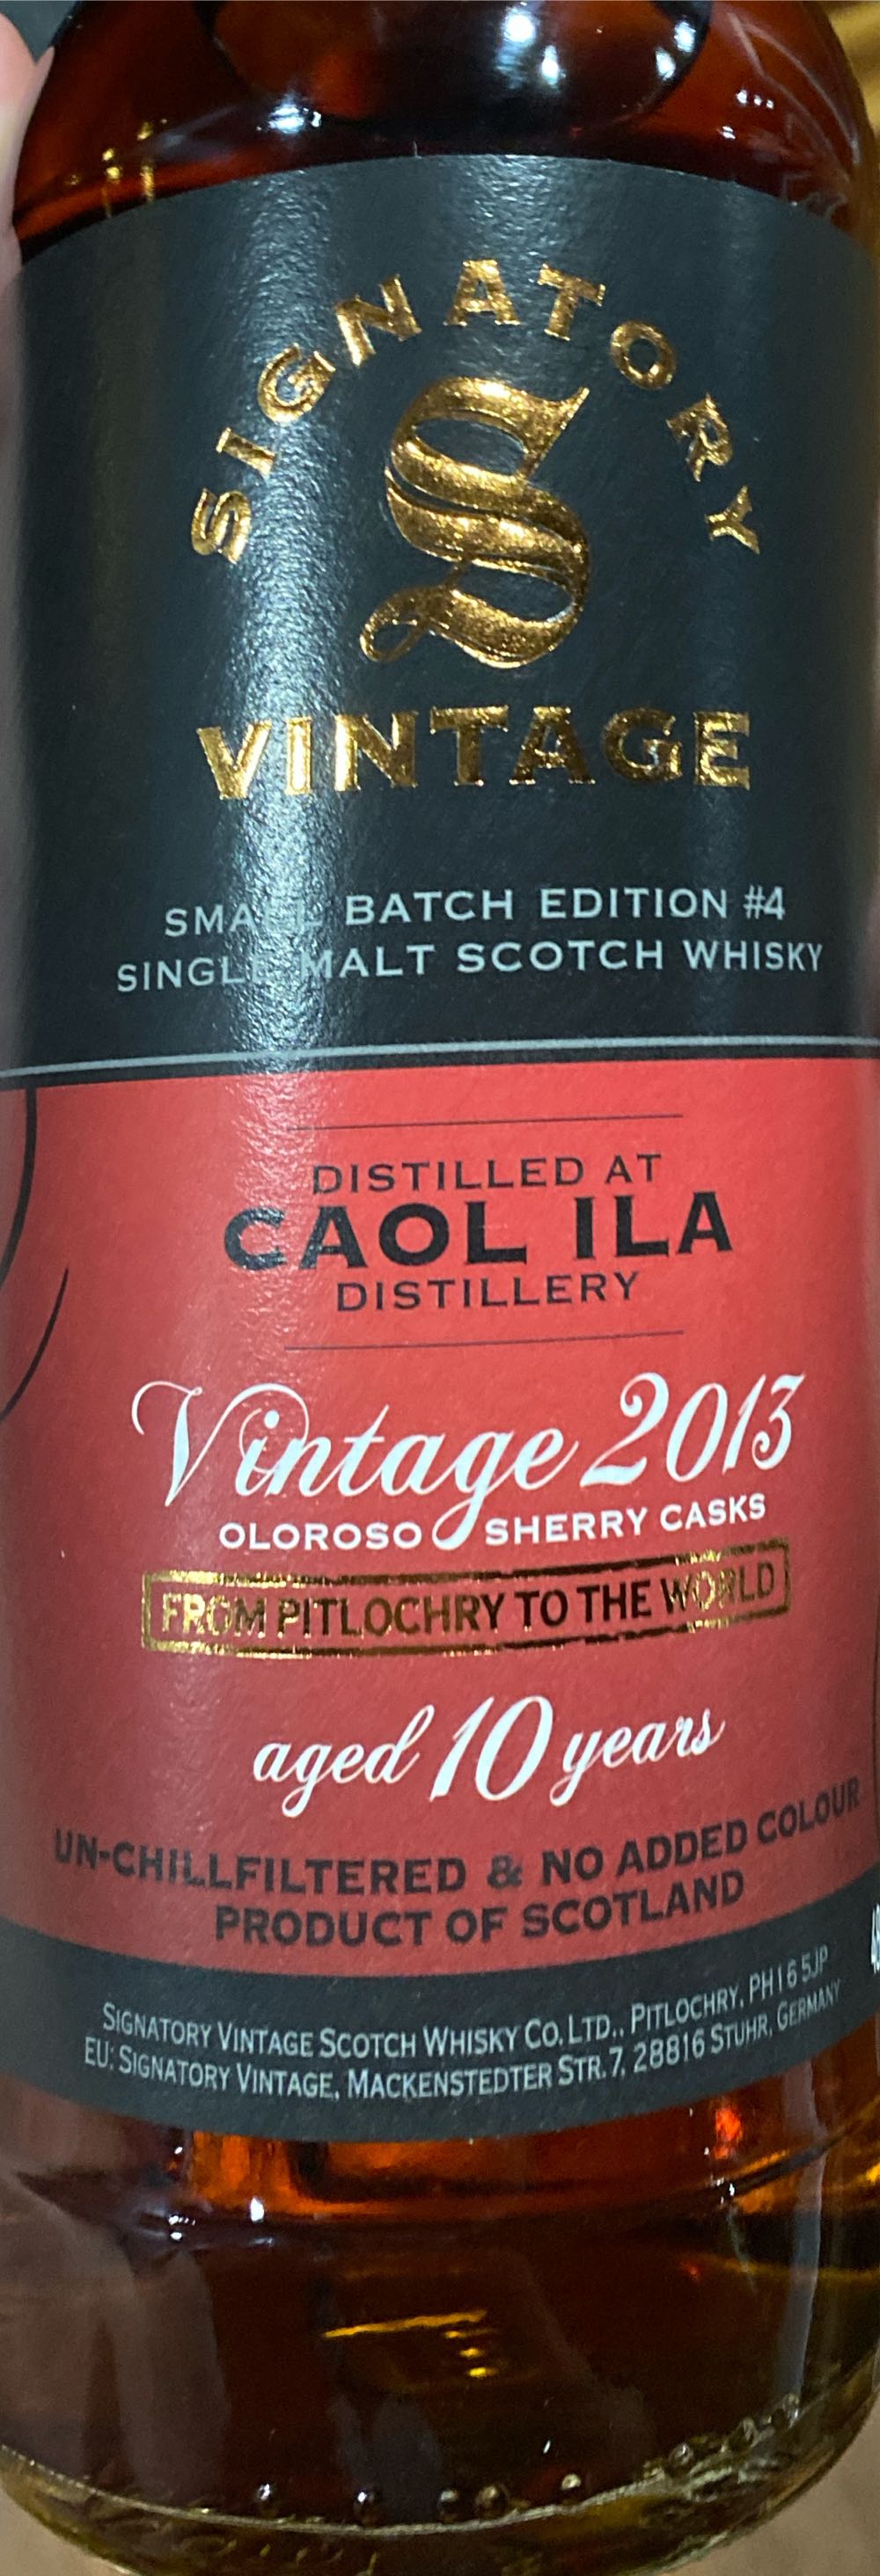 SIGNATORY
S
VINTAGE
SMALL BATCH EDITION #4
SINGLE MALT SCOTCH WHISKY
DISTILLED AT
CAOL ILA
DISTILLERY
Vintage 2013
OLOROSO SHERRY CASKS
FROM PITLOCHRY TO THE WORLD
aged 10 years
UN-CHILLFILTERED & NO ADDED COLOUR
PRODUCT OF SCOTLAND
SIGNATORY VINTAGE SCOTCH WHISKY CO. LTD., PITLOCHRY, PH16 5JP
EU: SIGNATORY VINTAGE, MACKENSTEDTER STR. 7, 28816 STUHR, GERMANY